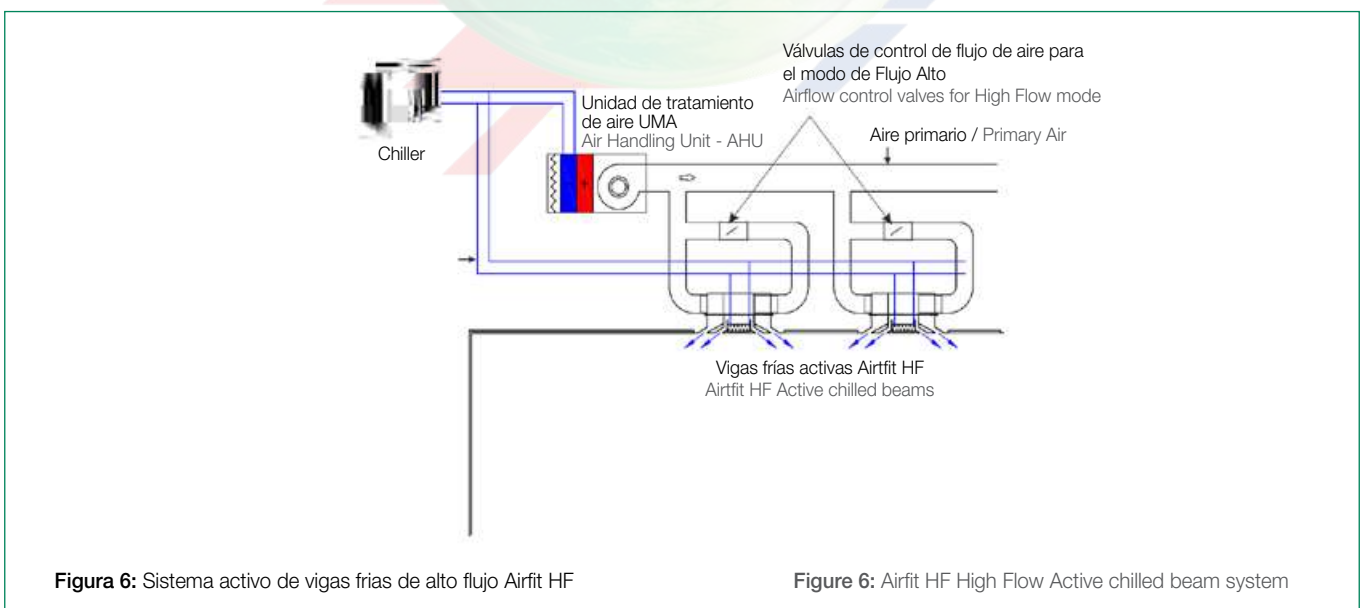 Válvulas de control de flujo de aire para
el modo de Flujo Alto
Airflow control valves for High Flow mode
Unidad de tratamiento
de aire UMA
Air Handling Unit - AHU
Aire primario / Primary Air
Chiller
Vigas frías activas Airtfit HF
Airtfit HF Active chilled beams
Figura 6: Sistema activo de vigas frias de alto flujo Airfit HF
Figure 6: Airfit HF High Flow Active chilled beam system